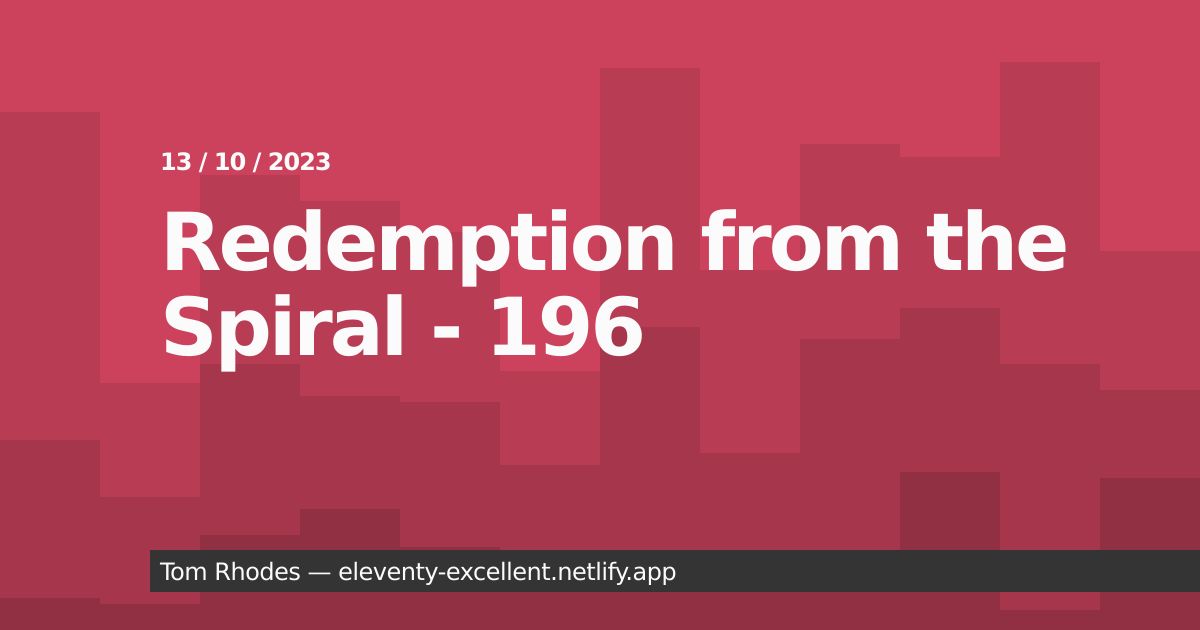 13 / 10 / 2023
Redemption from the
Spiral - 196
Tom Rhodes — eleventy-excellent.netlify.app